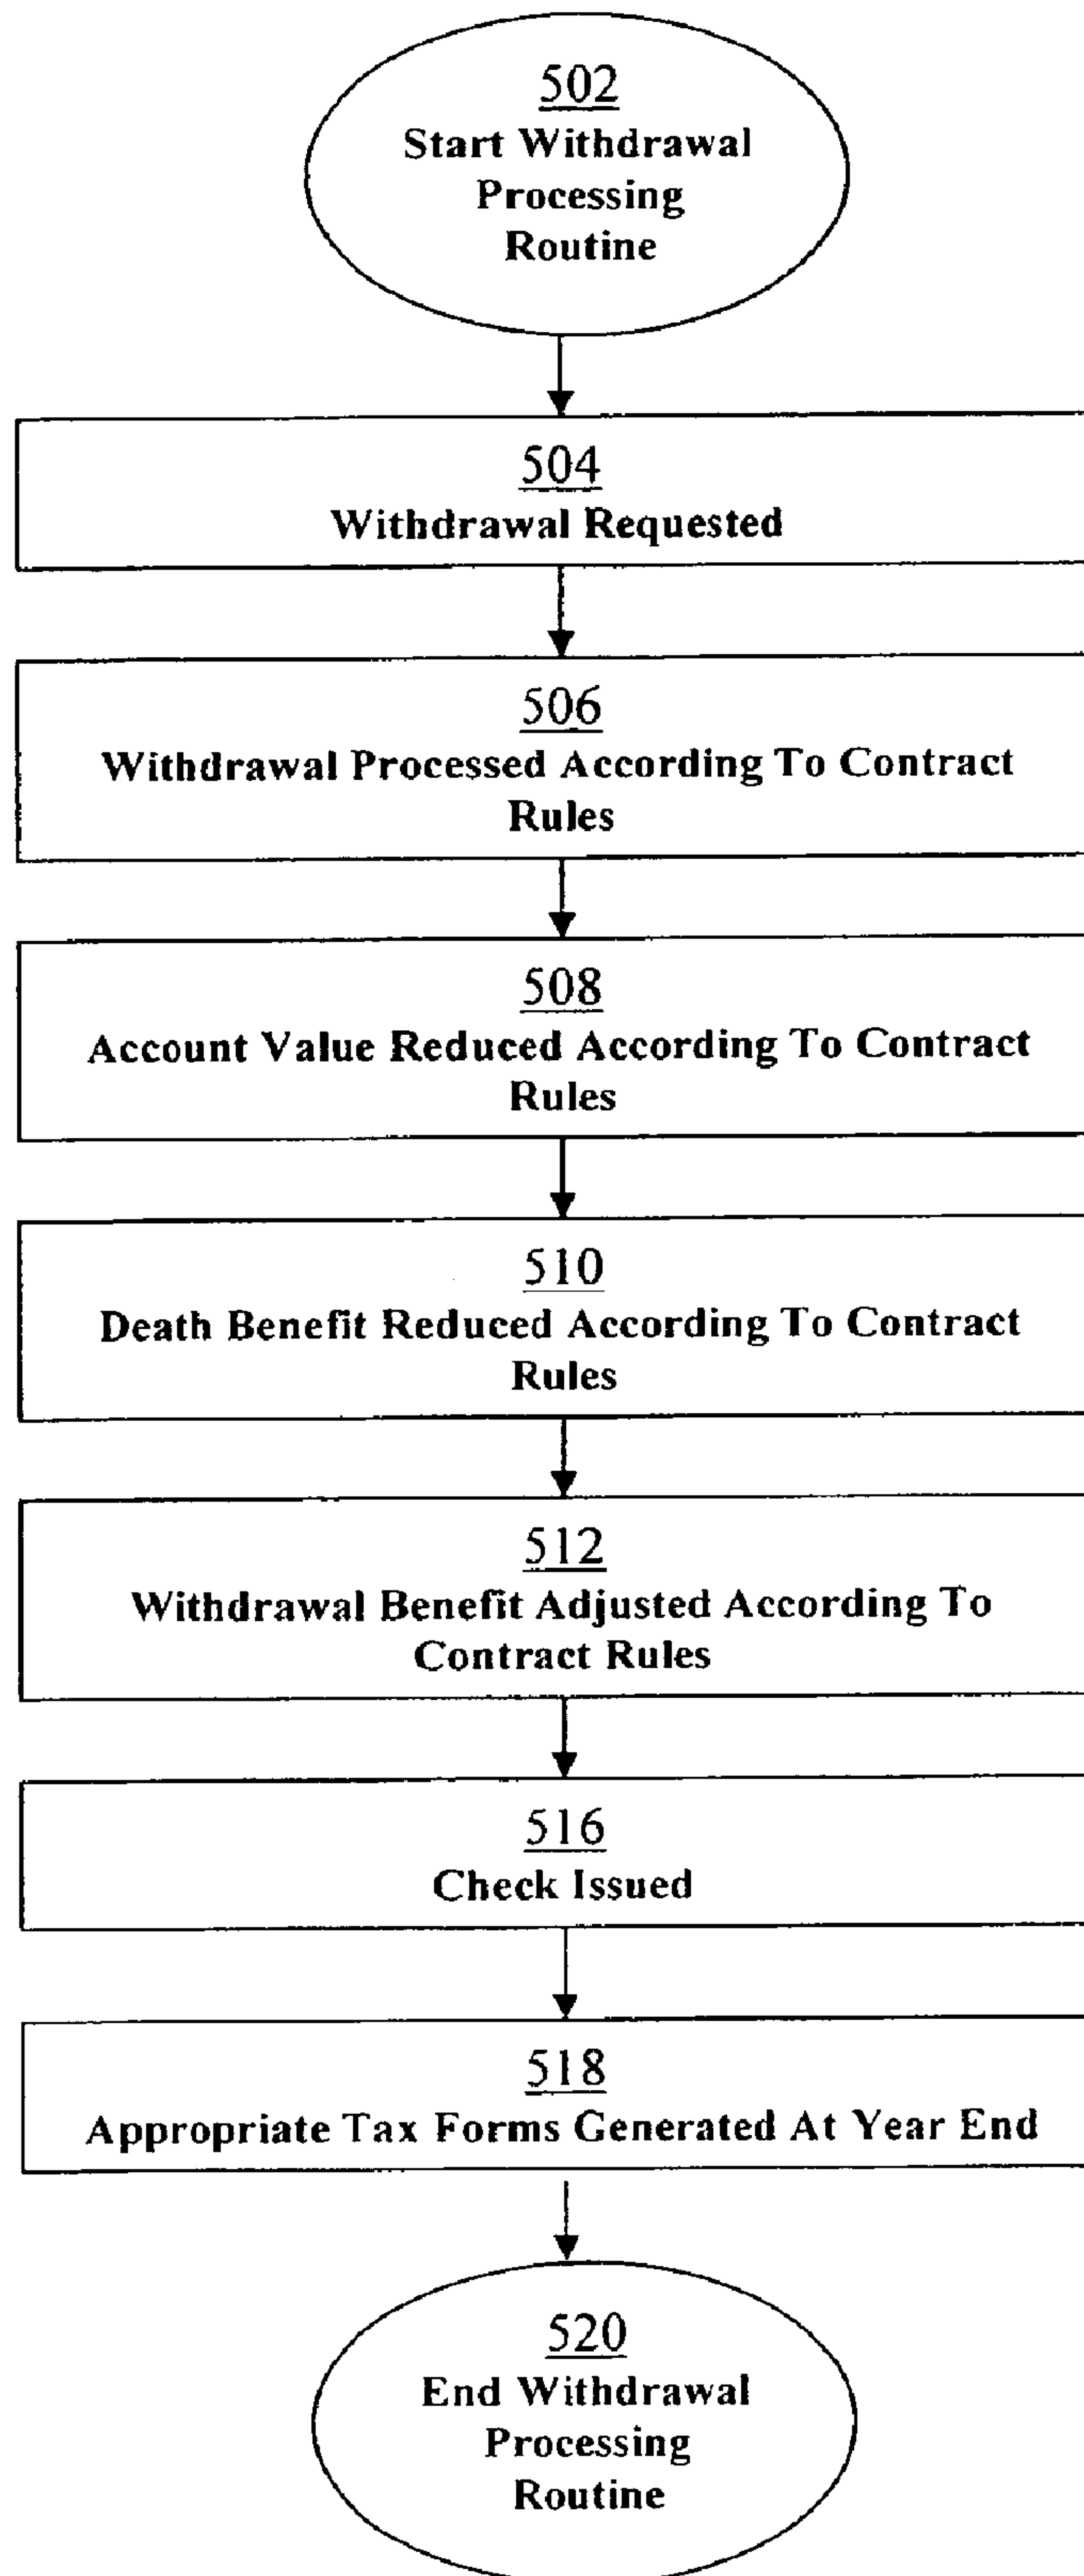 502
Start Withdrawal
Processing
Routine
504
Withdrawal Requested
506
Withdrawal Processed According To Contract
Rules
508
Account Value Reduced According To Contract
Rules
510
Death Benefit Reduced According To Contract
Rules
512
Withdrawal Benefit Adjusted According To
Contract Rules
516
Check Issued
518
Appropriate Tax Forms Generated At Year End
520
End Withdrawal
Processing
Routine